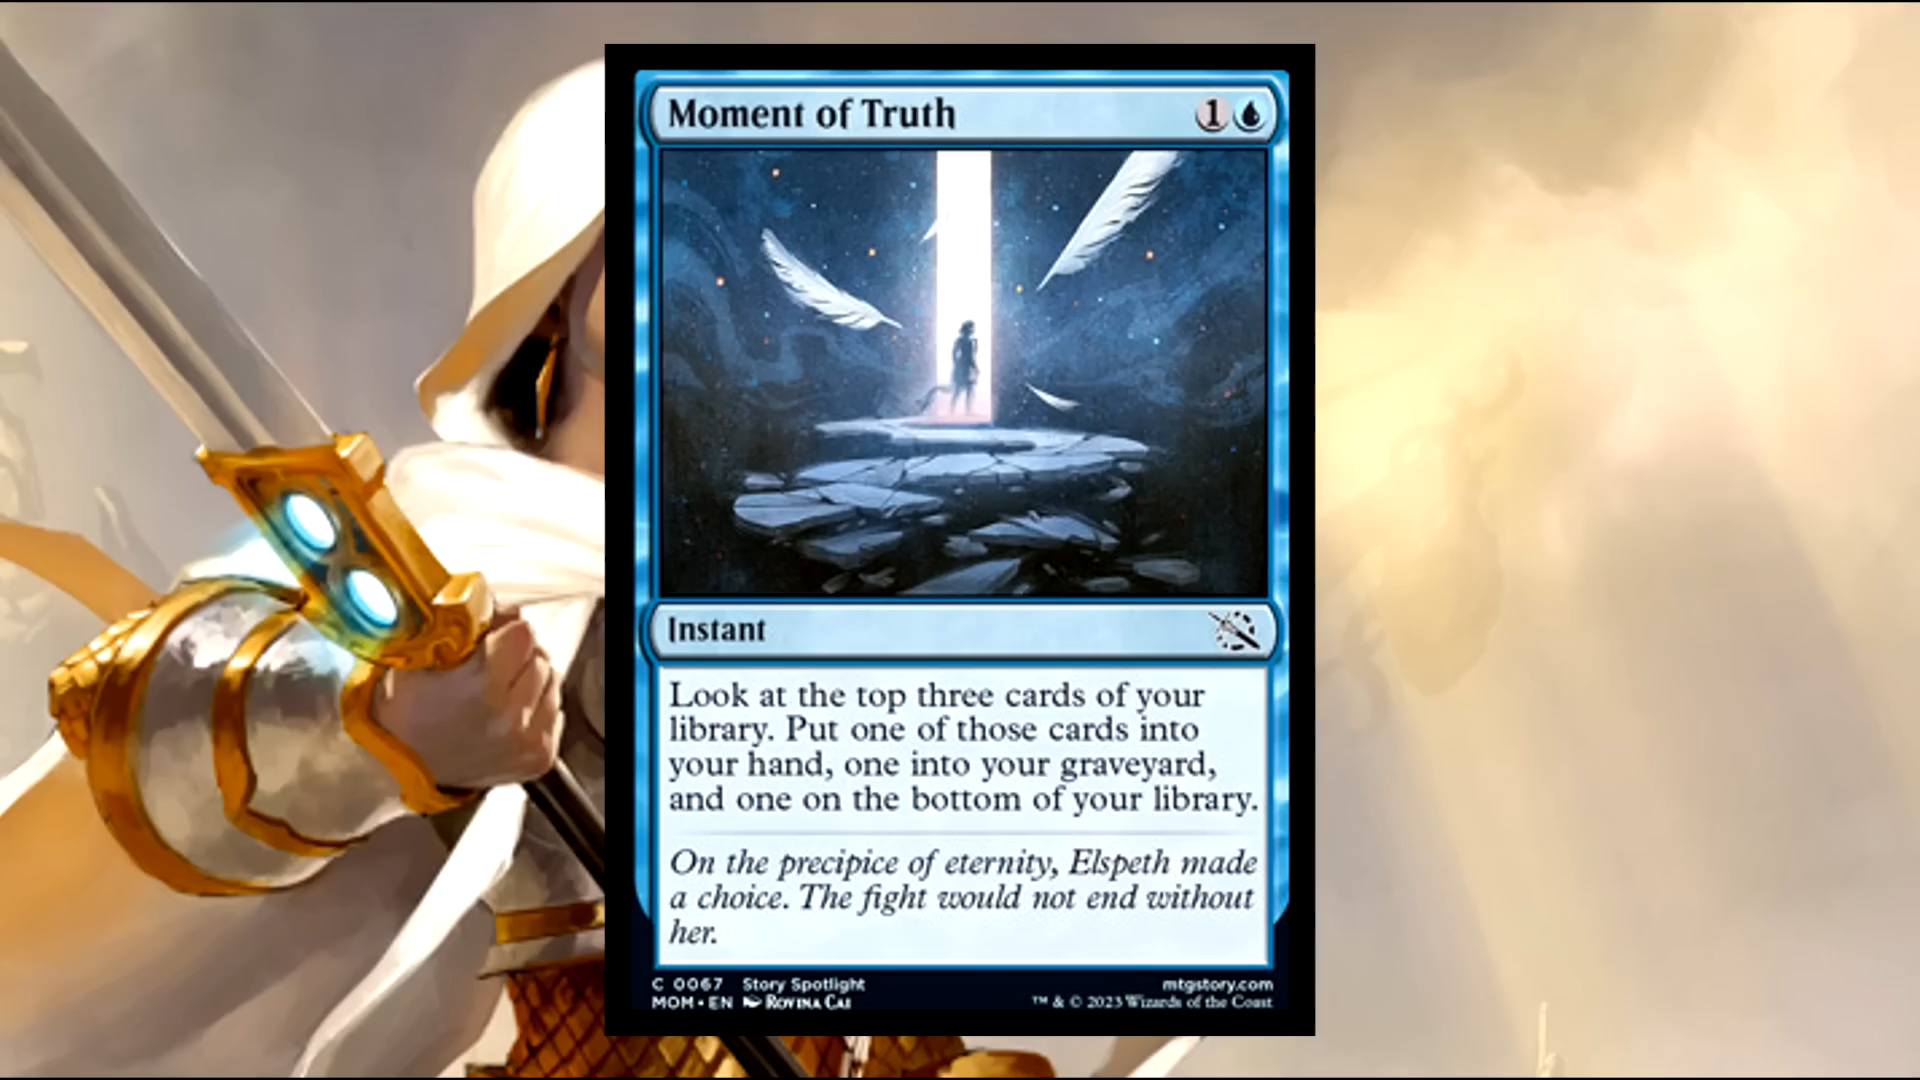 Moment of Truth 1
Instant
Look at the top three cards of your
library. Put one of those cards into
your hand, one into your graveyard,
and one on the bottom of your library.
On the precipice of eternity, Elspeth made
a choice. The fight would not end without
her.
C 0067 Story Spotlight mtgstory.com
MOM • EN Rovina Cai ™ & © 2023 Wizards of the Coast